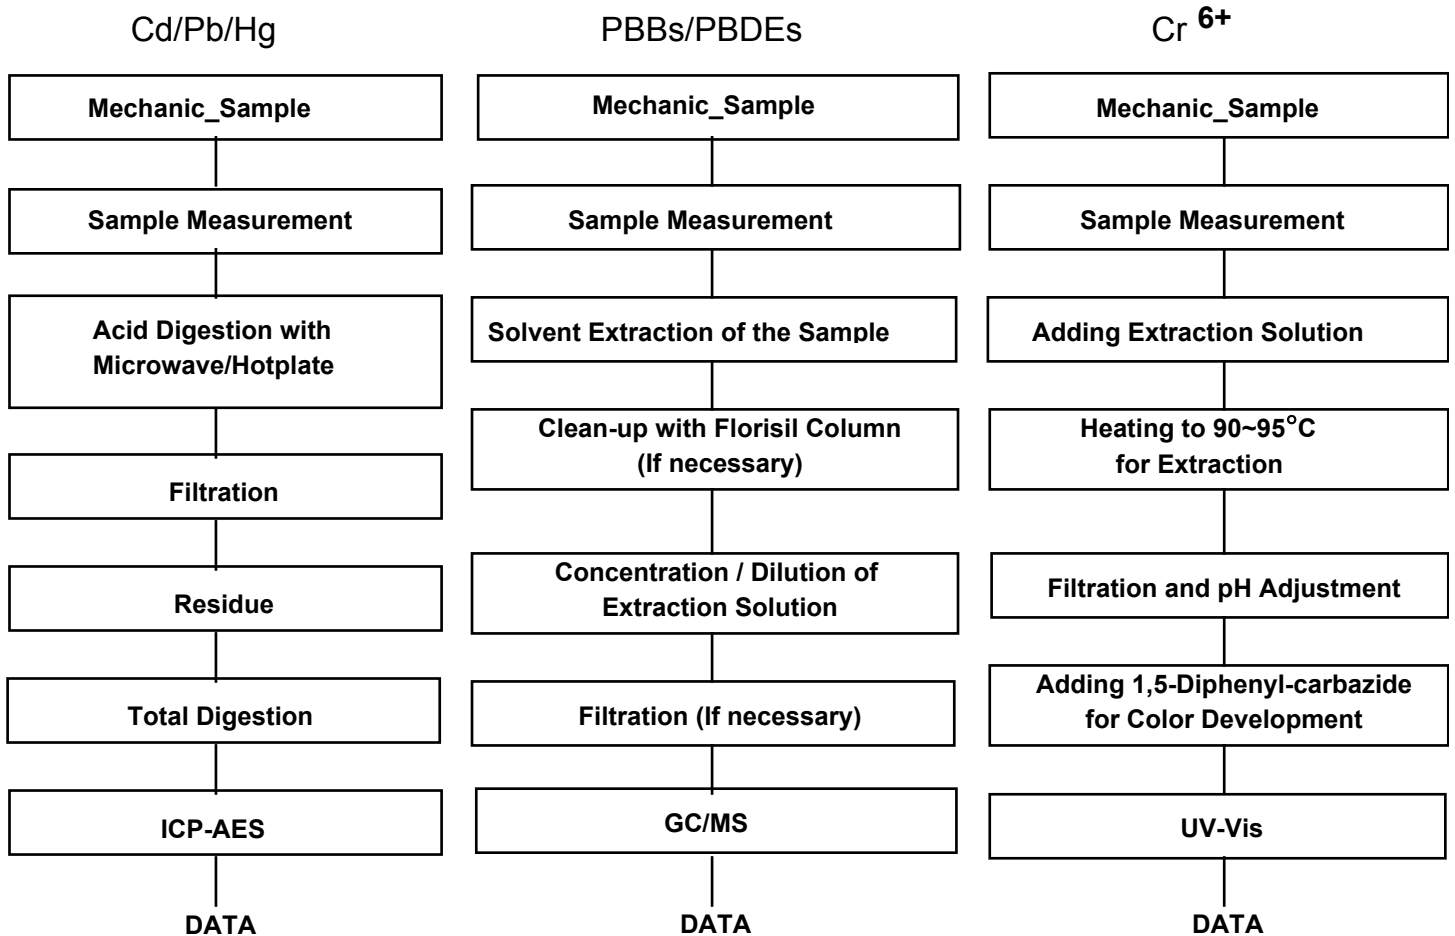 Cd/Pb/Hg
Mechanic_Sample
Sample Measurement
Acid Digestion with
Microwave/Hotplate
Filtration
Residue
Total Digestion
ICP-AES
DATA
PBBs/PBDEs
Mechanic_Sample
Sample Measurement
Solvent Extraction of the Sample
Clean-up with Florisil Column
(If necessary)
Concentration / Dilution of
Extraction Solution
Filtration (If necessary)
GC/MS
DATA
Cr 6+
Mechanic_Sample
Sample Measurement
Adding Extraction Solution
Heating to 90~95°C
for Extraction
Filtration and pH Adjustment
Adding 1,5-Diphenyl-carbazide
for Color Development
UV-Vis
DATA